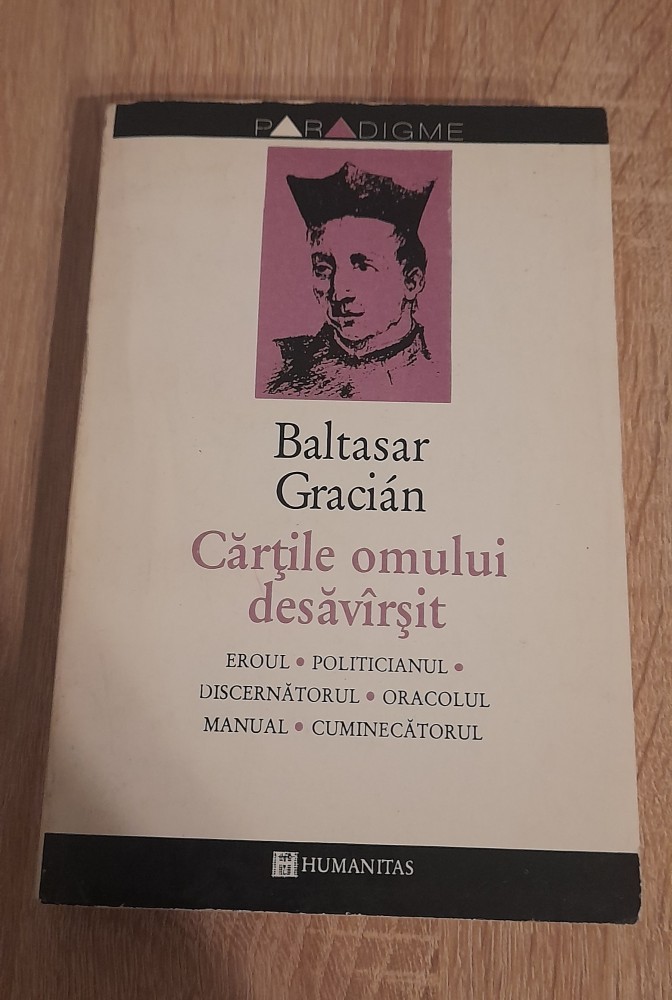 PARADIGME
Baltasar
Gracián
Cărţile omului
desăvîrşit
EROUL • POLITICIANUL •
DISCERNĂTORUL • ORACOLUL
MANUAL • CUMINECĂTORUL
HUMANITAS